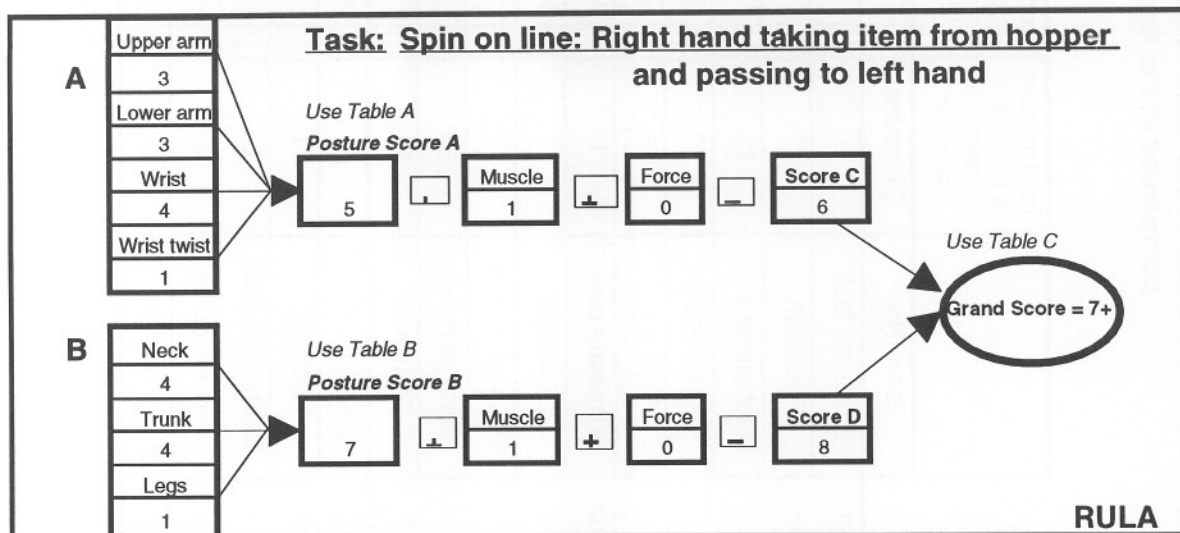 Task: Spin on line: Right hand taking item from hopper
and passing to left hand
A
Upper arm
3
Lower arm
3
Wrist
4
Wrist twist
1
Use Table A
Posture Score A
5
Muscle
1
Force
0
Score C
6
Use Table C
Grand Score = 7+
B
Neck
4
Trunk
4
Legs
1
Use Table B
Posture Score B
7
Muscle
1
+
Force
0
Score D
8
RULA